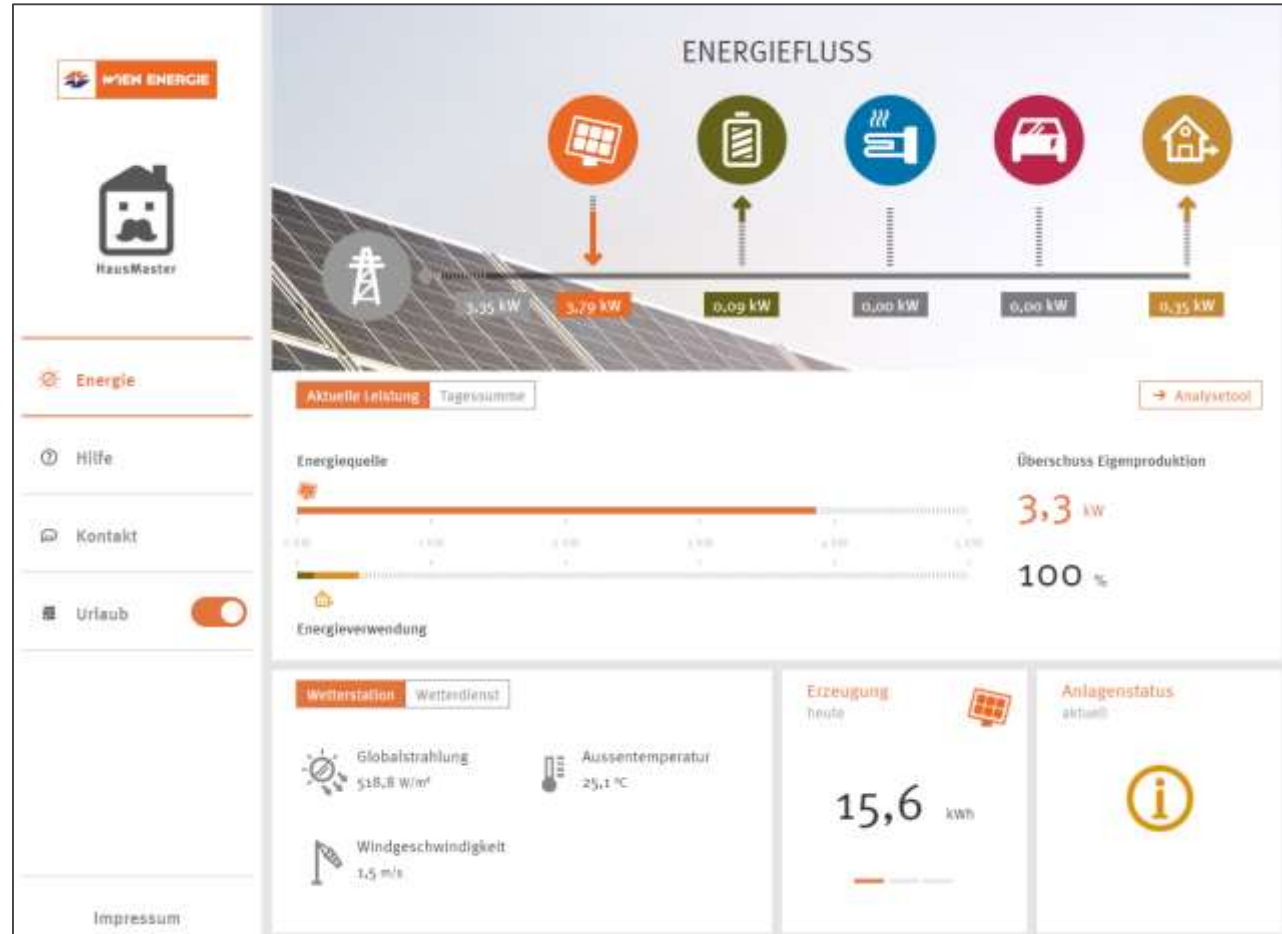 WIEN ENERGIE
HausMaster
Energie
Hilfe
Kontakt
Urlaub
Impressum
ENERGIEFLUSS
3,35 kW
3,79 kW
0,09 kW
0,00 kW
0,00 kW
0,35 kW
Aktuelle Leistung
Tagessumme
→ Analysetool
Energiequelle
Energieverwendung
Überschuss Eigenproduktion
3,3 kW
100 %
Wetterstation
Wetterdienst
Globalstrahlung
518,8 W/m²
Aussentemperatur
25,1 °C
Windgeschwindigkeit
1,5 m/s
Erzeugung
heute
15,6 kWh
Anlagenstatus
aktuell